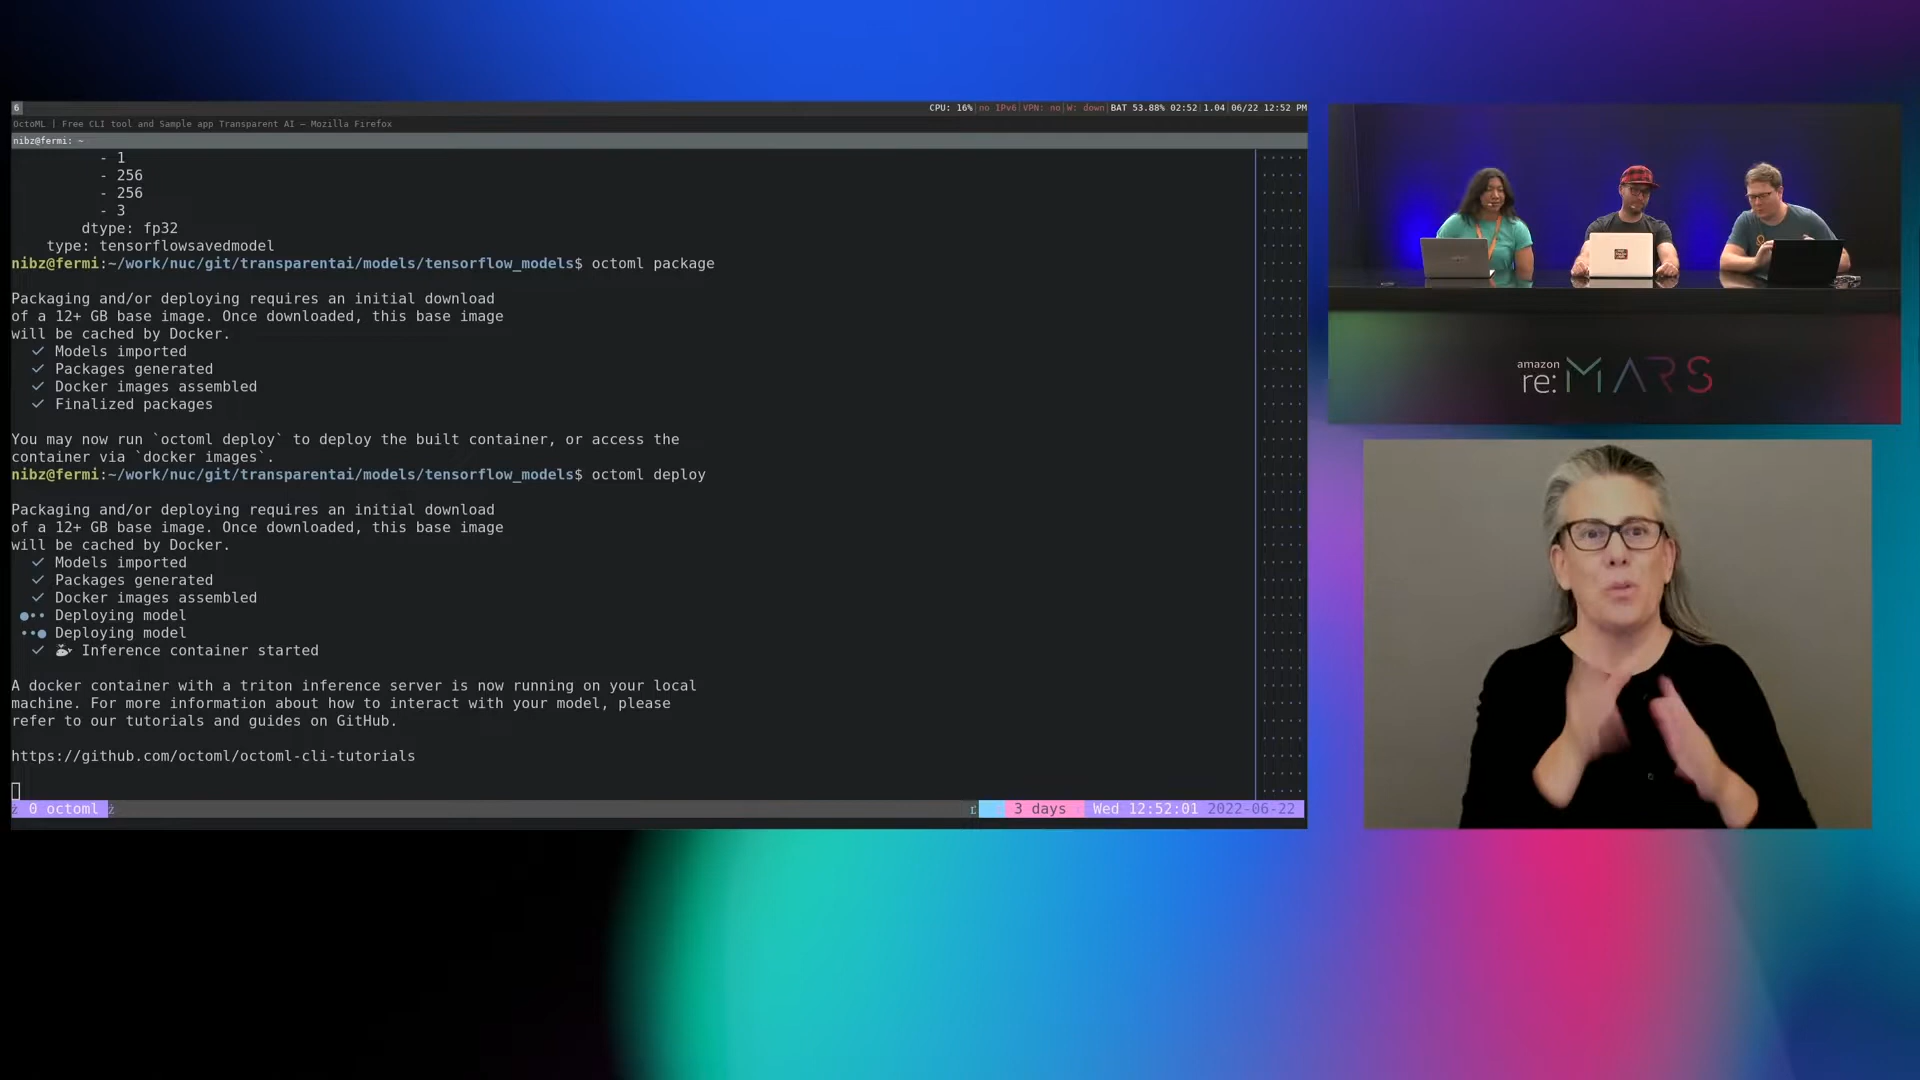 6
CPU: 16%|no IPv6|VPN: no|W: down|BAT 53.88% 02:52|1.04|06/22 12:52 PM
OctoML | Free CLI tool and Sample app Transparent AI — Mozilla Firefox
nibz@fermi: ~
- 1
- 256
- 256
- 3
dtype: fp32
type: tensorflowsavedmodel
nibz@fermi:~/work/nuc/git/transparentai/models/tensorflow_models$ octoml package
Packaging and/or deploying requires an initial download
of a 12+ GB base image. Once downloaded, this base image
will be cached by Docker.
✓ Models imported
✓ Packages generated
✓ Docker images assembled
✓ Finalized packages
You may now run `octoml deploy` to deploy the built container, or access the
container via `docker images`.
nibz@fermi:~/work/nuc/git/transparentai/models/tensorflow_models$ octoml deploy
Packaging and/or deploying requires an initial download
of a 12+ GB base image. Once downloaded, this base image
will be cached by Docker.
✓ Models imported
✓ Packages generated
✓ Docker images assembled
Deploying model
Deploying model
✓ Inference container started
A docker container with a triton inference server is now running on your local
machine. For more information about how to interact with your model, please
refer to our tutorials and guides on GitHub.
https://github.com/octoml/octoml-cli-tutorials
0 octoml
3 days Wed 12:52:01 2022-06-22
amazon
re:MARS